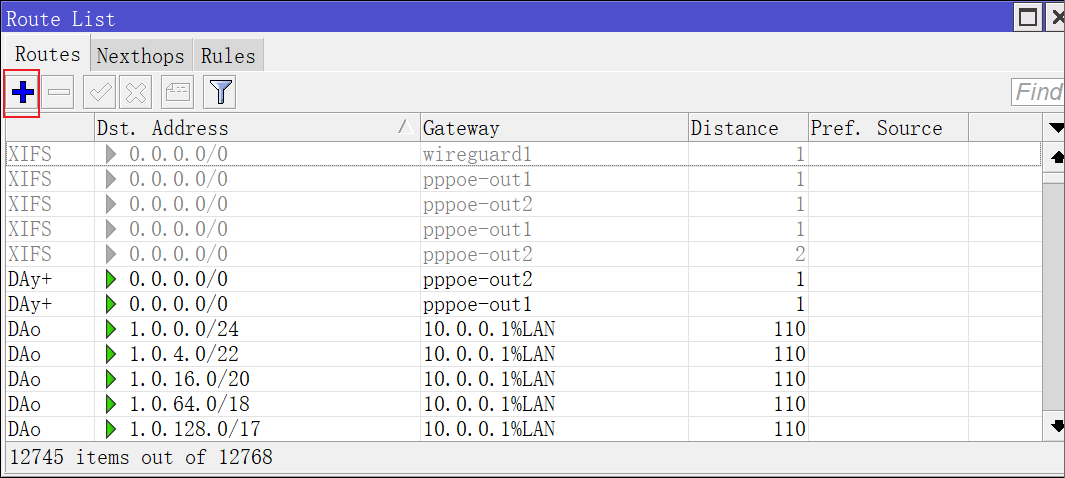 Route List
Routes Nexthops Rules
Find
Dst. Address Gateway Distance Pref. Source
XIFS 0.0.0.0/0 wireguard1 1
XIFS 0.0.0.0/0 pppoe-out1 1
XIFS 0.0.0.0/0 pppoe-out2 1
XIFS 0.0.0.0/0 pppoe-out1 1
XIFS 0.0.0.0/0 pppoe-out2 2
DAy+ 0.0.0.0/0 pppoe-out2 1
DAy+ 0.0.0.0/0 pppoe-out1 1
DAo 1.0.0.0/24 10.0.0.1%LAN 110
DAo 1.0.4.0/22 10.0.0.1%LAN 110
DAo 1.0.16.0/20 10.0.0.1%LAN 110
DAo 1.0.64.0/18 10.0.0.1%LAN 110
DAo 1.0.128.0/17 10.0.0.1%LAN 110
12745 items out of 12768